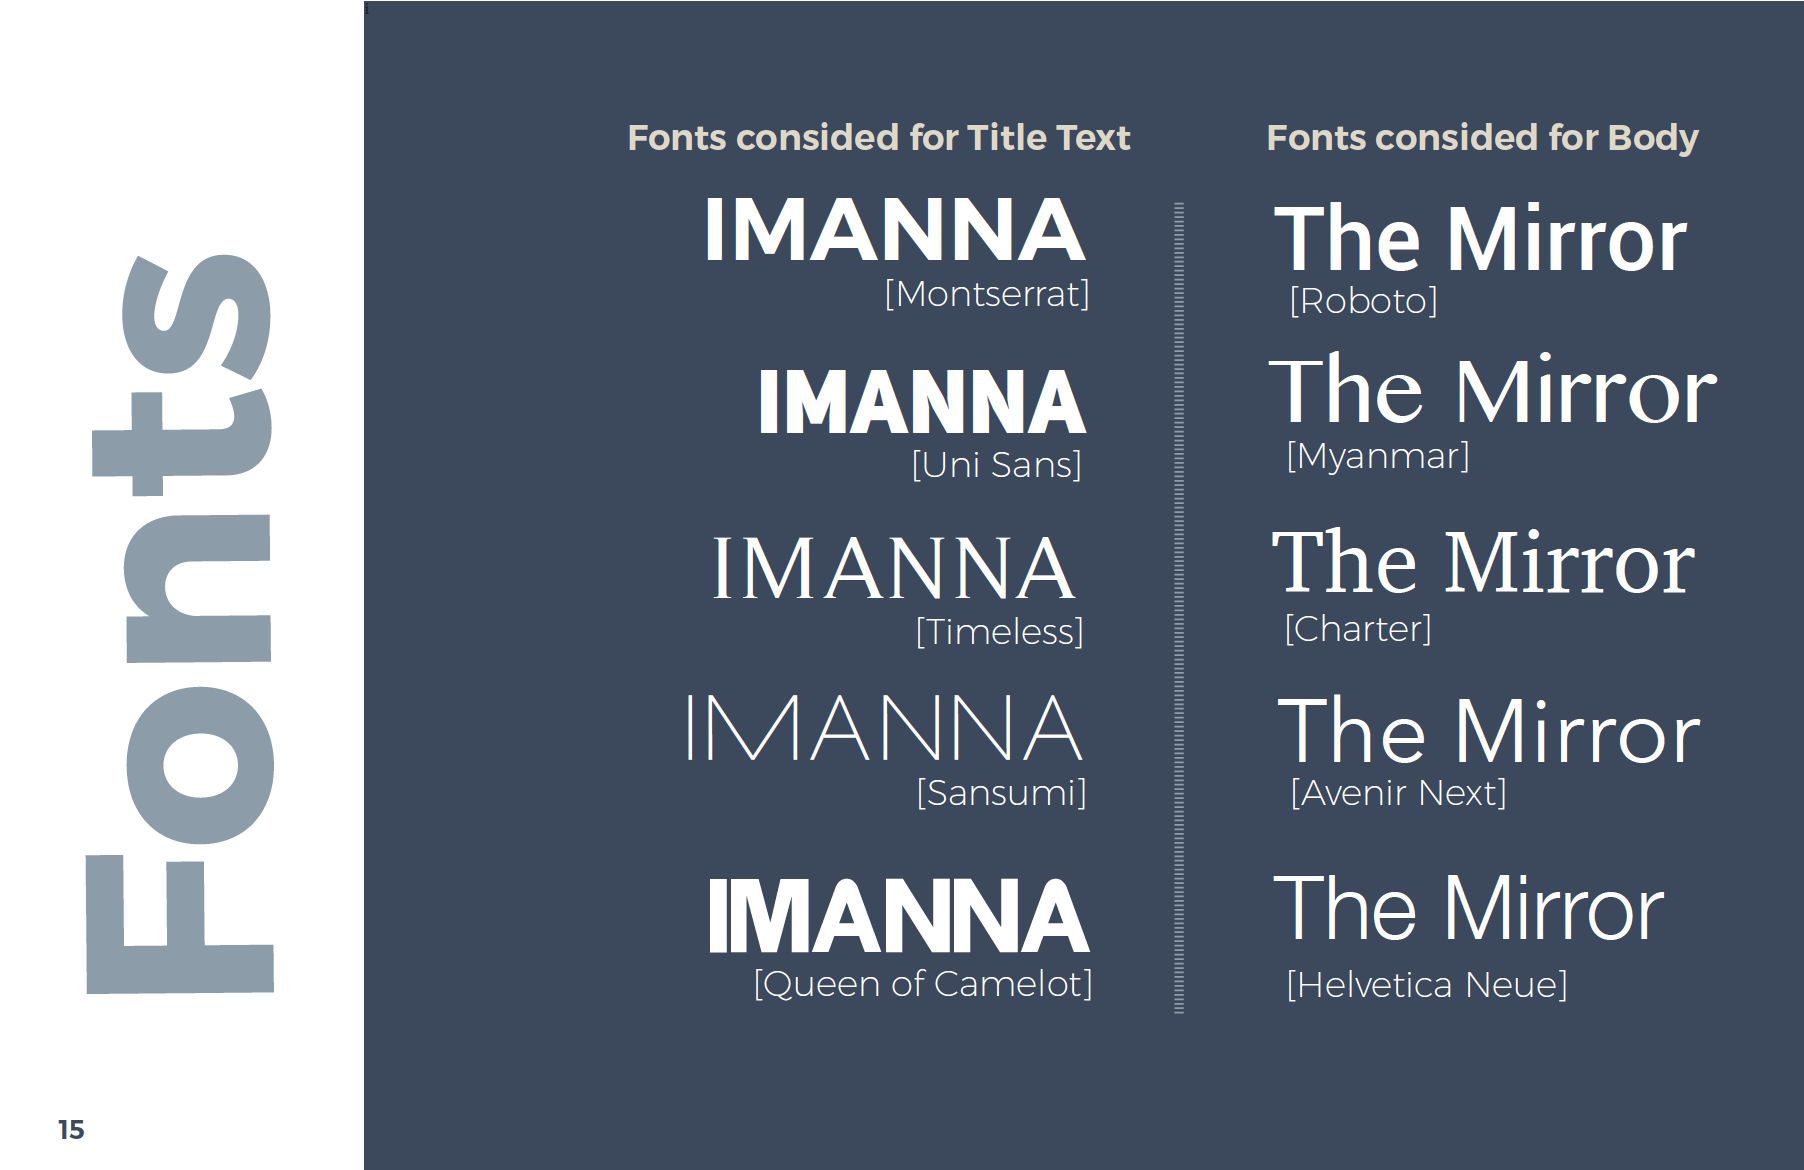 i
Fonts
Fonts consided for Title Text
IMANNA
[Montserrat]
IMANNA
[Uni Sans]
IMANNA
[Timeless]
IMANNA
[Sansumi]
IMANNA
[Queen of Camelot]
Fonts consided for Body
The Mirror
[Roboto]
The Mirror
[Myanmar]
The Mirror
[Charter]
The Mirror
[Avenir Next]
The Mirror
[Helvetica Neue]
15